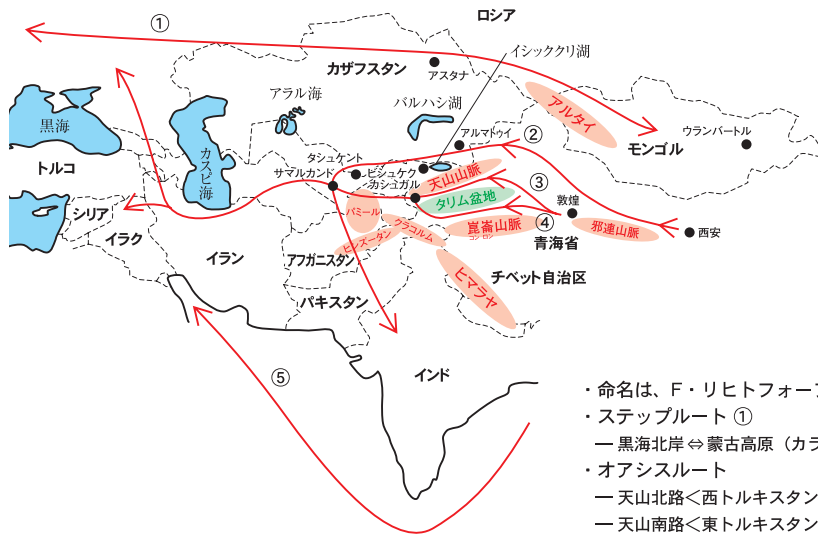 ロシア
①
イシッククリ湖
カザフスタン
アスタナ
アラル海
バルハシ湖
アルタイ
黒海
カスピ海
アルマドゥイ
②
ウランバートル
モンゴル
トルコ
タシュケント
ビシュケク
サマルカンド
カシュガル
天山山脈
③
タリム盆地
敦煌
シリア
パミール
クラコルム
崑崙山脈
コンロン
④
邪連山脈
西安
イラク
青海省
イラン
アフガニスタン
ヒンズータン
ヒマラヤ
チベット自治区
パキスタン
インド
⑤
・命名は、F・リヒトフォー
・ステップルート ①
─ 黒海北岸⇔蒙古高原（カラ
・オアシスルート
─ 天山北路＜西トルキスタン
─ 天山南路＜東トルキスタン